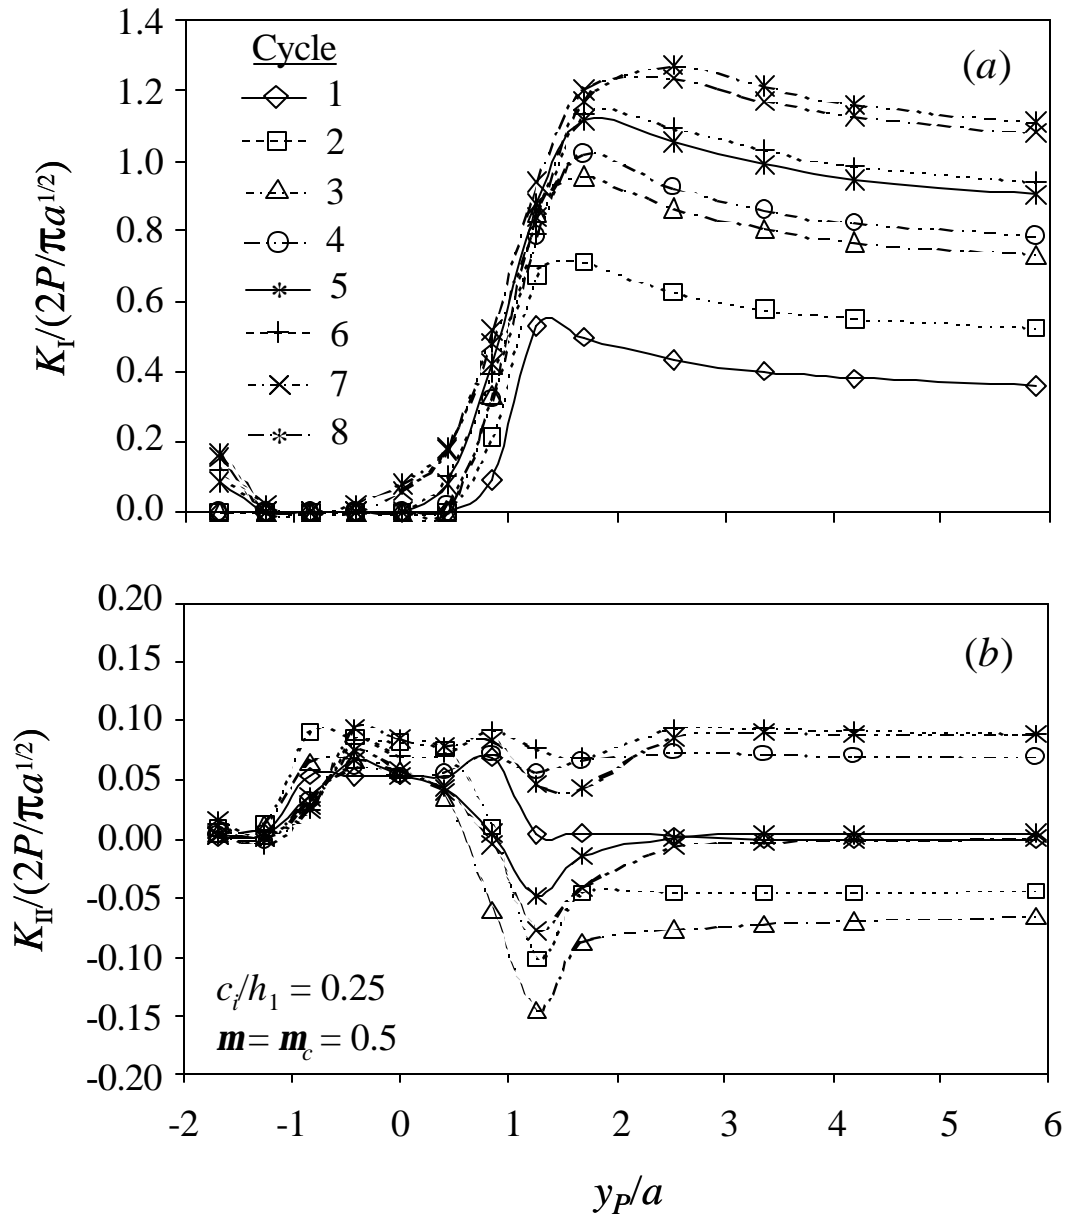 1.4
1.2
1.0
0.8
0.6
0.4
0.2
0.0
K_I/(2P/πa^1/2)
Cycle
1
2
3
4
5
6
7
8
(a)
0.20
0.15
0.10
0.05
0.00
-0.05
-0.10
-0.15
-0.20
K_II/(2P/πa^1/2)
(b)
c_i/h_1 = 0.25
m = m_c = 0.5
-2 -1 0 1 2 3 4 5 6
y_P/a